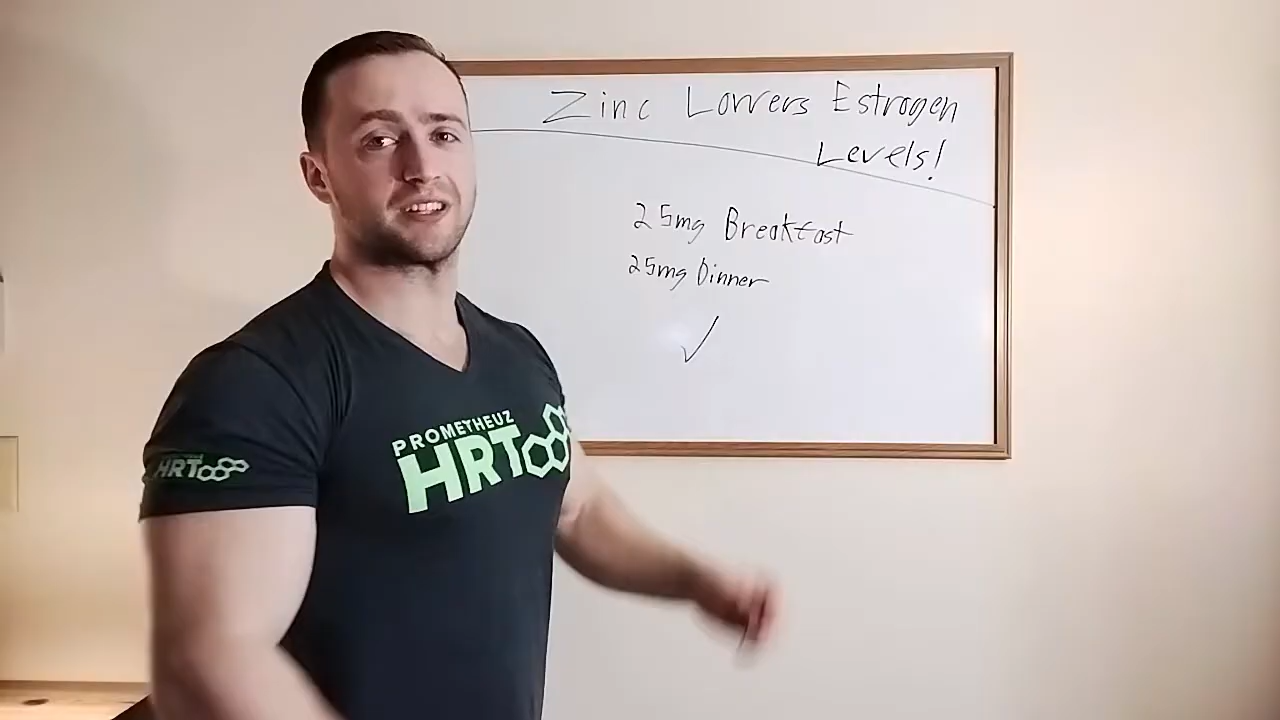 Zinc Lowers Estrogen
Levels!
25mg Breakfast
25mg Dinner
PROMETHEUZ
HRT
HRT